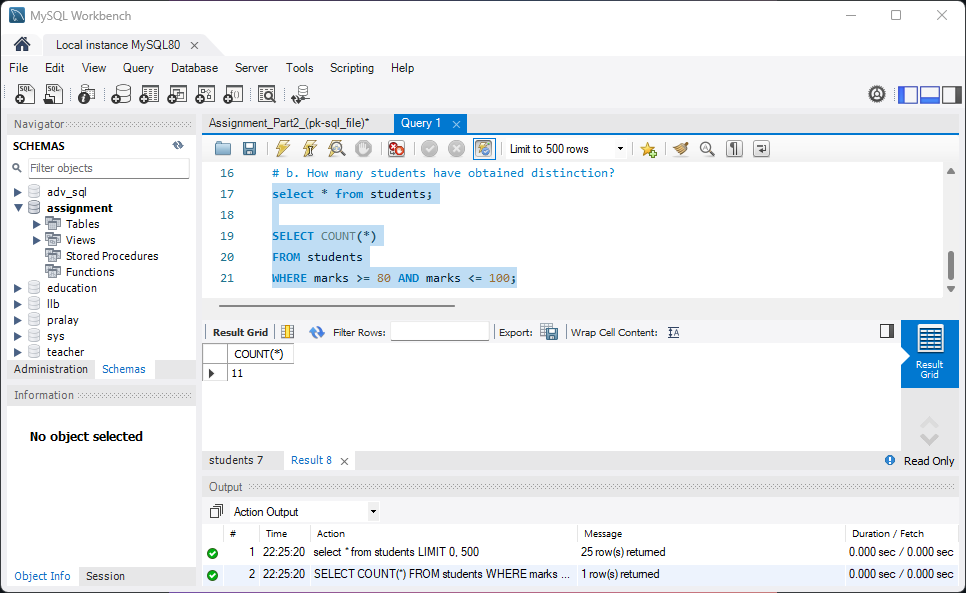 MySQL Workbench
Local instance MySQL80
File Edit View Query Database Server Tools Scripting Help
Navigator
SCHEMAS
Filter objects
adv_sql
assignment
Tables
Views
Stored Procedures
Functions
education
llb
pralay
sys
teacher
Administration Schemas
Information
No object selected
Object Info Session
Assignment_Part2_(pk-sql_file)* Query 1
Limit to 500 rows
16 # b. How many students have obtained distinction?
17 select * from students;
18
19 SELECT COUNT(*)
20 FROM students
21 WHERE marks >= 80 AND marks <= 100;
Result Grid Filter Rows: Export: Wrap Cell Content:
COUNT(*)
11
Result
Grid
students 7 Result 8
Read Only
Output
Action Output
# Time Action Message Duration / Fetch
1 22:25:20 select * from students LIMIT 0, 500 25 row(s) returned 0.000 sec / 0.000 sec
2 22:25:20 SELECT COUNT(*) FROM students WHERE marks ... 1 row(s) returned 0.000 sec / 0.000 sec